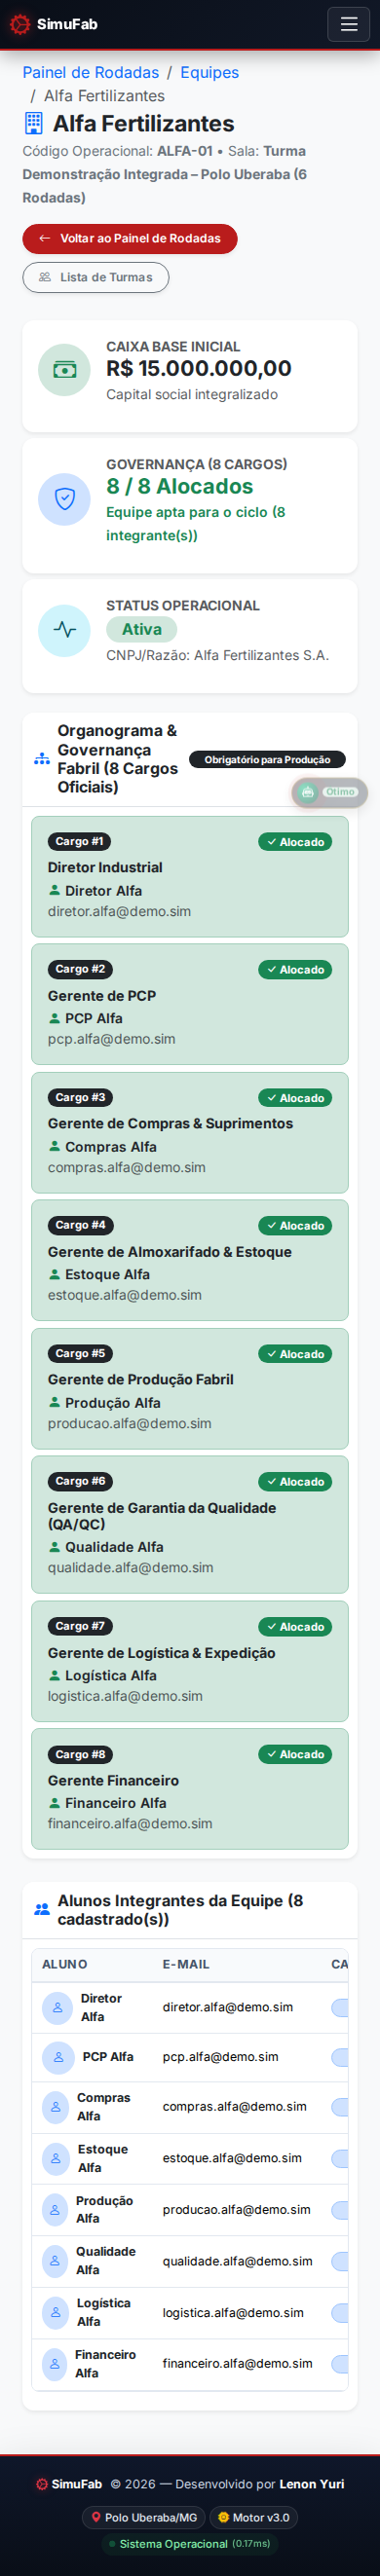 SimuFab
Painel de Rodadas / Equipes
/ Alfa Fertilizantes
Alfa Fertilizantes
Código Operacional: ALFA-01 • Sala: Turma
Demonstração Integrada – Polo Uberaba (6
Rodadas)
Voltar ao Painel de Rodadas
Lista de Turmas
CAIXA BASE INICIAL
R$ 15.000.000,00
Capital social integralizado
GOVERNANÇA (8 CARGOS)
8 / 8 Alocados
Equipe apta para o ciclo (8
integrante(s))
STATUS OPERACIONAL
Ativa
CNPJ/Razão: Alfa Fertilizantes S.A.
Organograma &
Governança
Fabril (8 Cargos
Oficiais)
Obrigatório para Produção
Ótimo
Cargo #1
Alocado
Diretor Industrial
Diretor Alfa
diretor.alfa@demo.sim
Cargo #2
Alocado
Gerente de PCP
PCP Alfa
pcp.alfa@demo.sim
Cargo #3
Alocado
Gerente de Compras & Suprimentos
Compras Alfa
compras.alfa@demo.sim
Cargo #4
Alocado
Gerente de Almoxarifado & Estoque
Estoque Alfa
estoque.alfa@demo.sim
Cargo #5
Alocado
Gerente de Produção Fabril
Produção Alfa
producao.alfa@demo.sim
Cargo #6
Alocado
Gerente de Garantia da Qualidade
(QA/QC)
Qualidade Alfa
qualidade.alfa@demo.sim
Cargo #7
Alocado
Gerente de Logística & Expedição
Logística Alfa
logistica.alfa@demo.sim
Cargo #8
Alocado
Gerente Financeiro
Financeiro Alfa
financeiro.alfa@demo.sim
Alunos Integrantes da Equipe (8
cadastrado(s))
ALUNO E-MAIL CA
Diretor
Alfa
diretor.alfa@demo.sim
PCP Alfa
pcp.alfa@demo.sim
Compras
Alfa
compras.alfa@demo.sim
Estoque
Alfa
estoque.alfa@demo.sim
Produção
Alfa
producao.alfa@demo.sim
Qualidade
Alfa
qualidade.alfa@demo.sim
Logística
Alfa
logistica.alfa@demo.sim
Financeiro
Alfa
financeiro.alfa@demo.sim
SimuFab © 2026 — Desenvolvido por Lenon Yuri
Polo Uberaba/MG
Motor v3.0
Sistema Operacional (0.17ms)